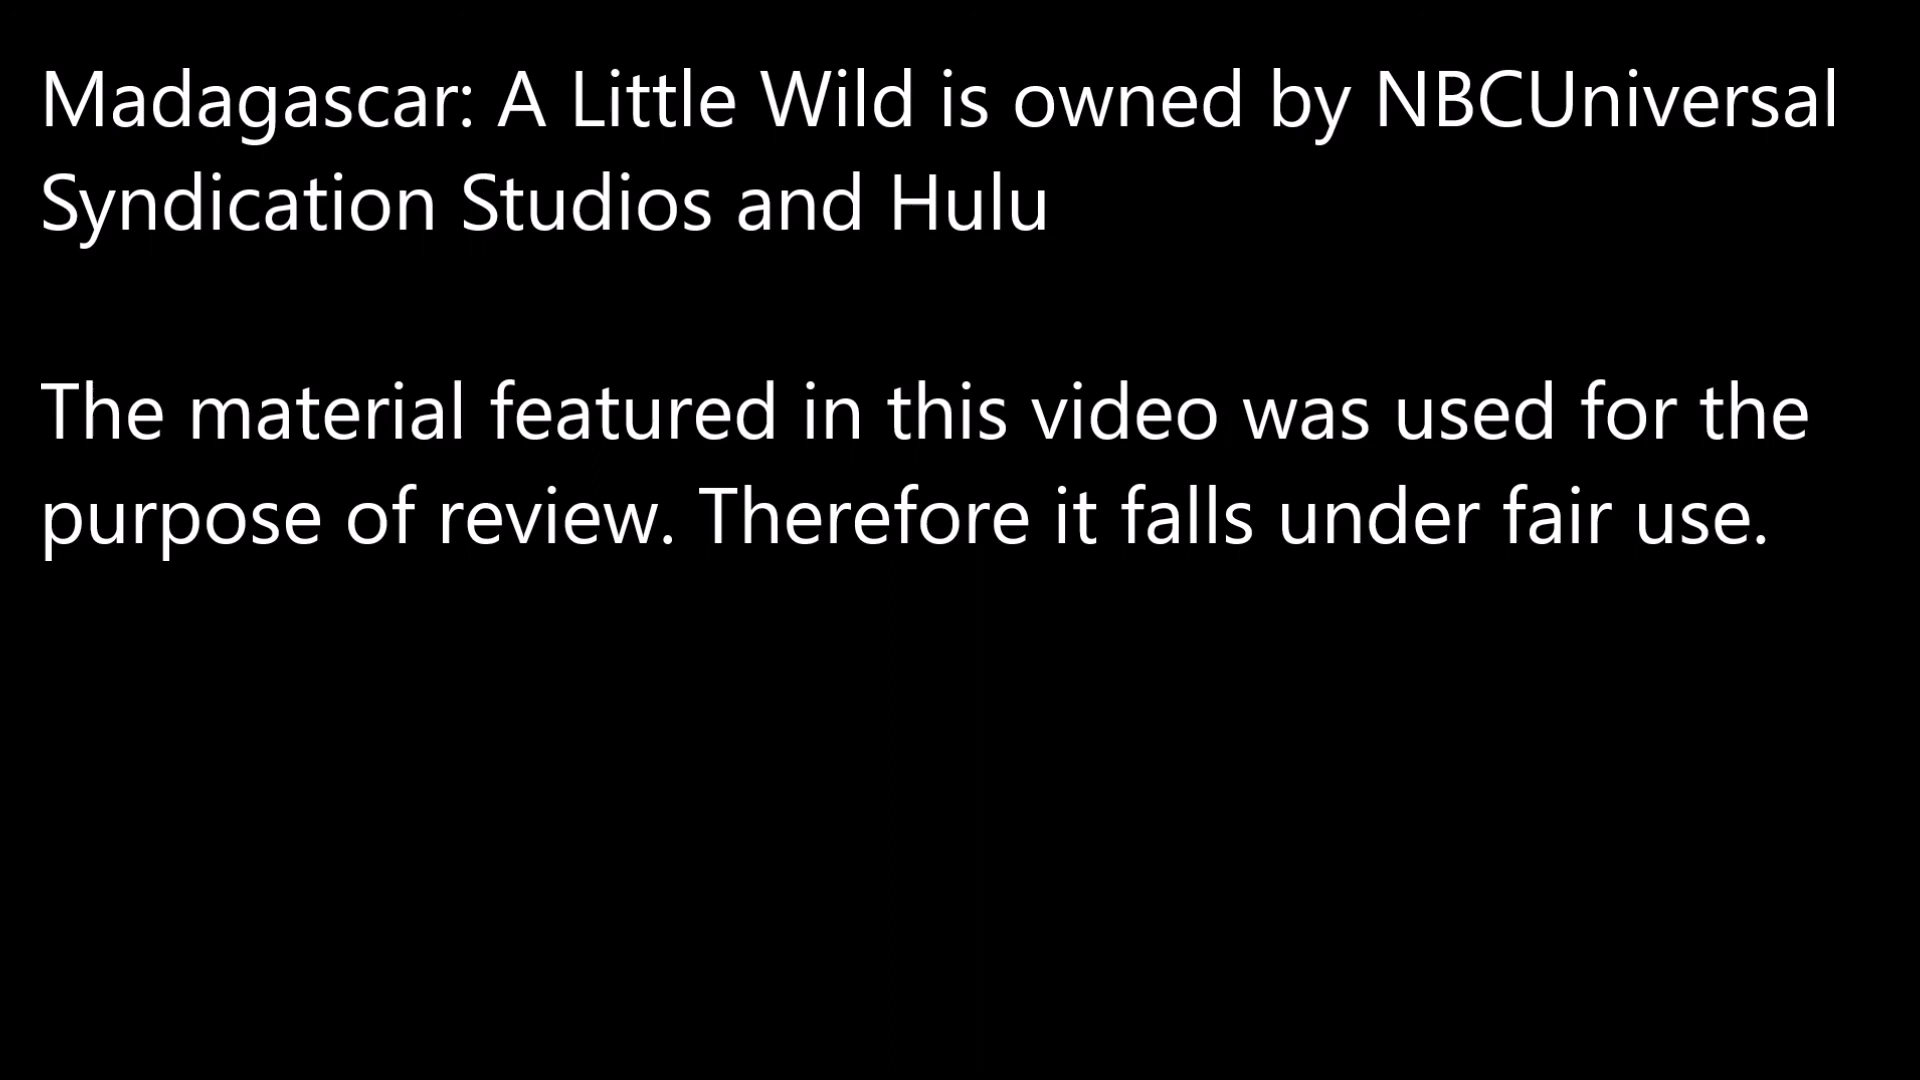 Madagascar: A Little Wild is owned by NBCUniversal
Syndication Studios and Hulu
The material featured in this video was used for the
purpose of review. Therefore it falls under fair use.